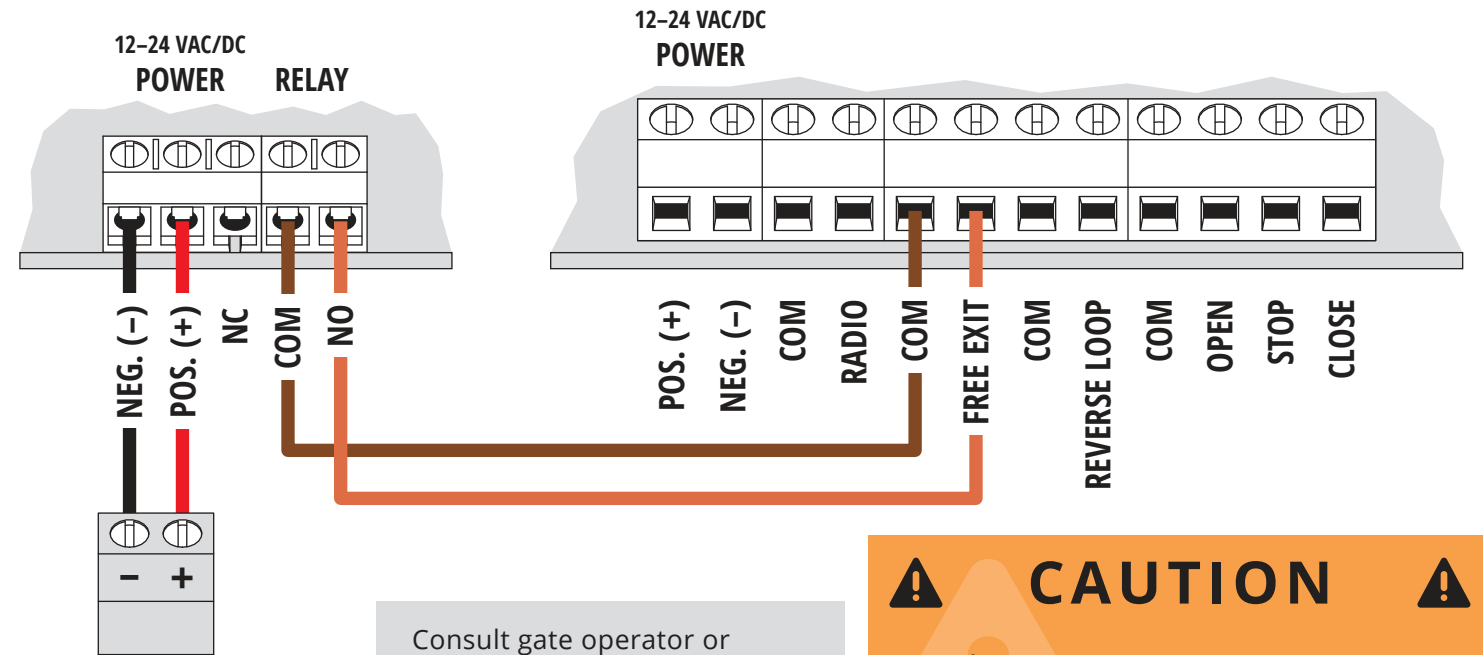 12–24 VAC/DC
POWER
RELAY
NEG. (–)
POS. (+)
NC
COM
NO
– +
12–24 VAC/DC
POWER
POS. (+)
NEG. (–)
COM
RADIO
COM
FREE EXIT
COM
REVERSE LOOP
COM
OPEN
STOP
CLOSE
Consult gate operator or
CAUTION